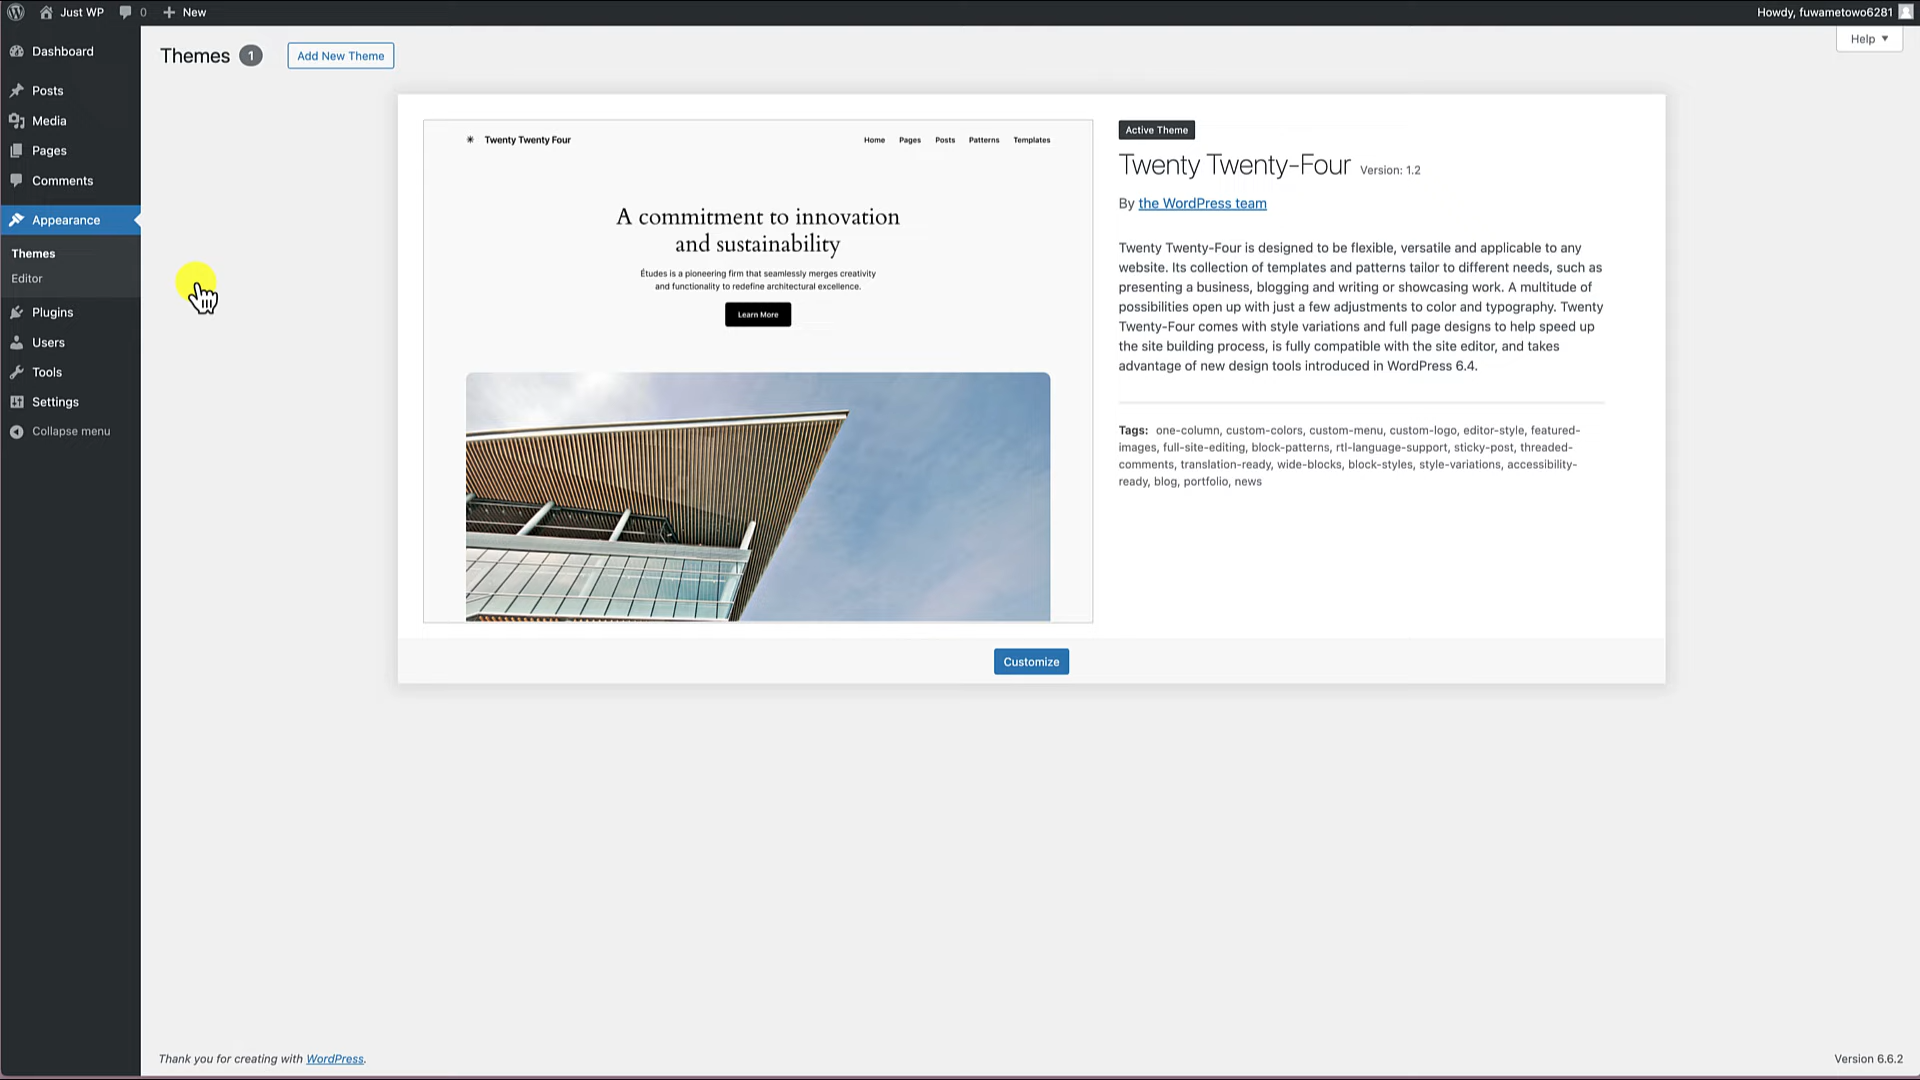 Just WP 0 New Howdy, fuwametowo6281
Dashboard
Posts
Media
Pages
Comments
Appearance
Themes
Editor
Plugins
Users
Tools
Settings
Collapse menu
Help
Themes 1 Add New Theme
Twenty Twenty Four Home Pages Posts Patterns Templates
A commitment to innovation
and sustainability
Études is a pioneering firm that seamlessly merges creativity
and functionality to redefine architectural excellence.
Learn More
Active Theme
Twenty Twenty-Four Version: 1.2
By the WordPress team
Twenty Twenty-Four is designed to be flexible, versatile and applicable to any
website. Its collection of templates and patterns tailor to different needs, such as
presenting a business, blogging and writing or showcasing work. A multitude of
possibilities open up with just a few adjustments to color and typography. Twenty
Twenty-Four comes with style variations and full page designs to help speed up
the site building process, is fully compatible with the site editor, and takes
advantage of new design tools introduced in WordPress 6.4.
Tags: one-column, custom-colors, custom-menu, custom-logo, editor-style, featured-
images, full-site-editing, block-patterns, rtl-language-support, sticky-post, threaded-
comments, translation-ready, wide-blocks, block-styles, style-variations, accessibility-
ready, blog, portfolio, news
Customize
Thank you for creating with WordPress. Version 6.6.2